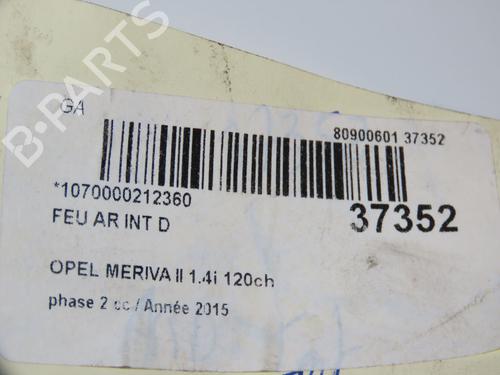 GA
80900601 37352
*1070000212360
37352
FEU AR INT D
OPEL MERIVA II 1.4i 120ch
phase 2 cc / Année 2015
B-PARTS